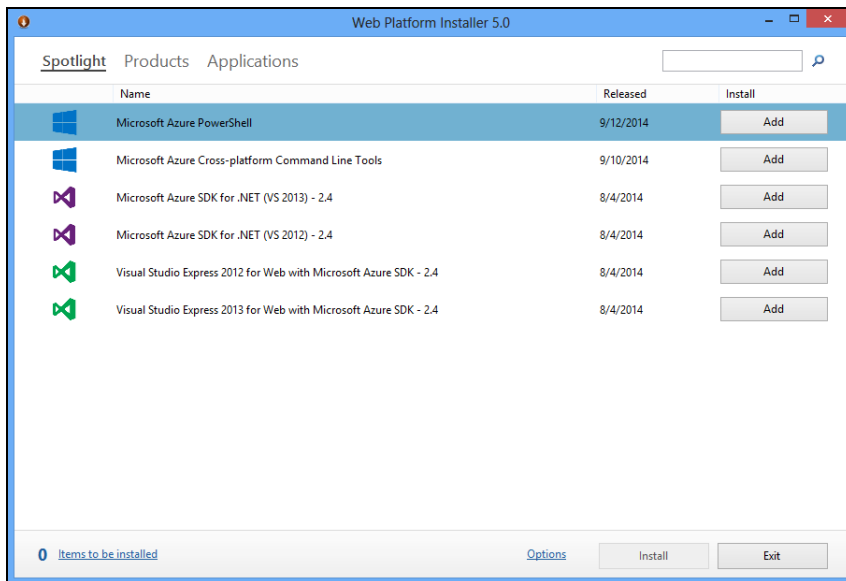 Web Platform Installer 5.0
Spotlight Products Applications
Name Released Install
Microsoft Azure PowerShell 9/12/2014 Add
Microsoft Azure Cross-platform Command Line Tools 9/10/2014 Add
Microsoft Azure SDK for .NET (VS 2013) - 2.4 8/4/2014 Add
Microsoft Azure SDK for .NET (VS 2012) - 2.4 8/4/2014 Add
Visual Studio Express 2012 for Web with Microsoft Azure SDK - 2.4 8/4/2014 Add
Visual Studio Express 2013 for Web with Microsoft Azure SDK - 2.4 8/4/2014 Add
0 Items to be installed Options Install Exit